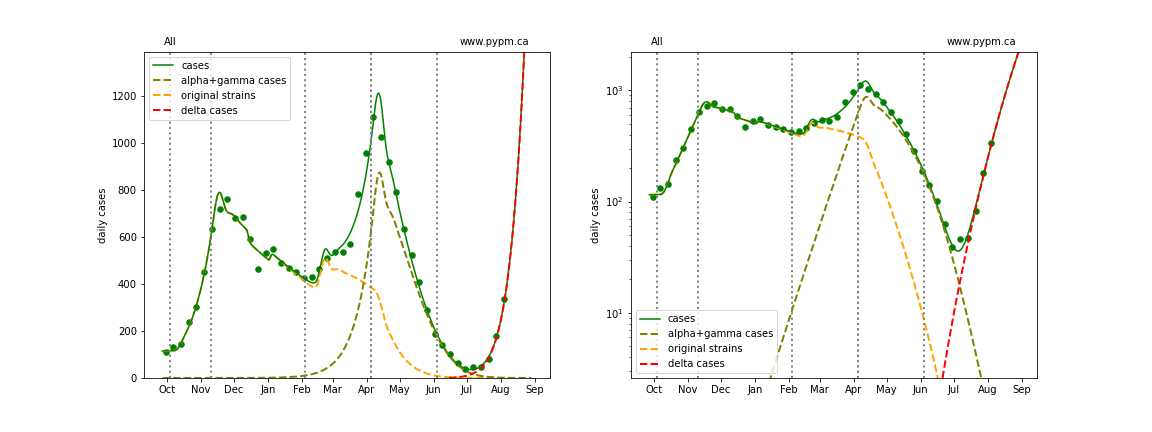 All www.pypm.ca
cases
alpha+gamma cases
original strains
delta cases
daily cases
1200
1000
800
600
400
200
0
Oct Nov Dec Jan Feb Mar Apr May Jun Jul Aug Sep
All www.pypm.ca
daily cases
10³
10²
10¹
cases
alpha+gamma cases
original strains
delta cases
Oct Nov Dec Jan Feb Mar Apr May Jun Jul Aug Sep